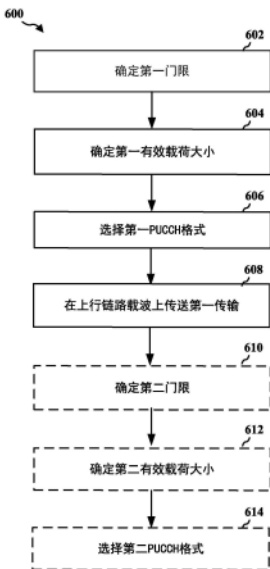 600
602
确定第一门限
604
确定第一有效载荷大小
606
选择第一PUCCH格式
608
在上行链路载波上传送第一传输
610
确定第二门限
612
确定第二有效载荷大小
614
选择第二PUCCH格式